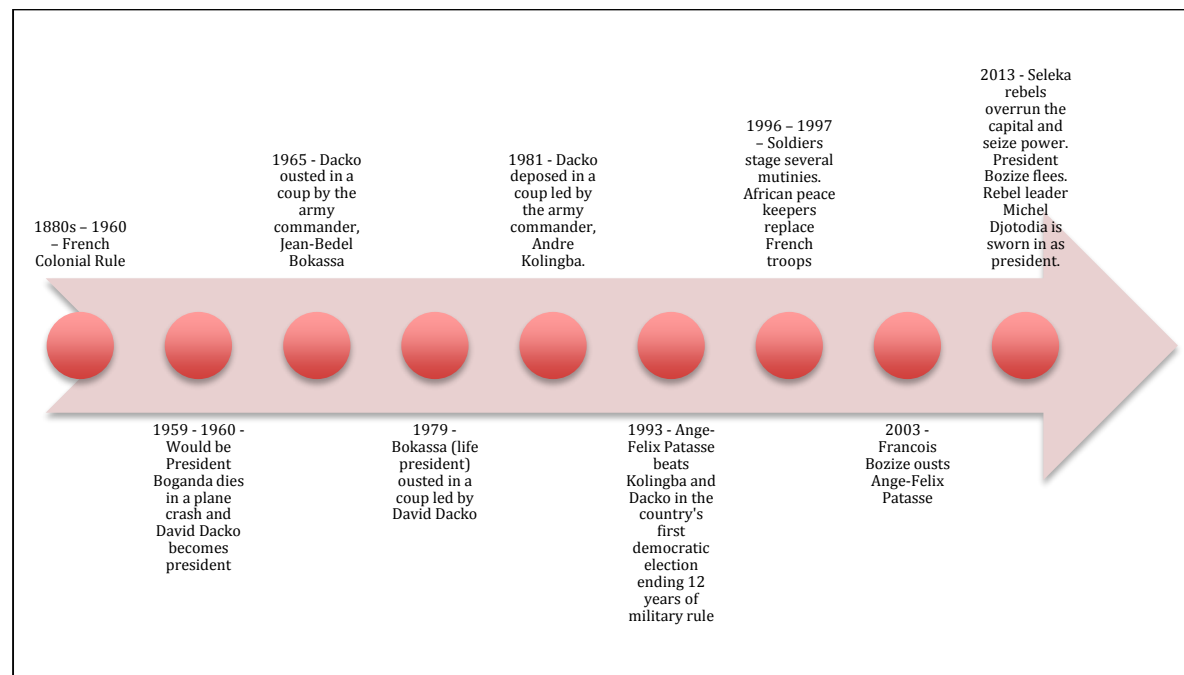 1880s – 1960
– French
Colonial Rule
1959 - 1960 -
Would be
President
Boganda dies
in a plane
crash and
David Dacko
becomes
president
1965 - Dacko
ousted in a
coup by the
army
commander,
Jean-Bedel
Bokassa
1979 -
Bokassa (life
president)
ousted in a
coup led by
David Dacko
1981 - Dacko
deposed in a
coup led by
the army
commander,
Andre
Kolingba.
1993 - Ange-
Felix Patasse
beats
Kolingba and
Dacko in the
country's
first
democratic
election
ending 12
years of
military rule
1996 – 1997
– Soldiers
stage several
mutinies.
African peace
keepers
replace
French
troops
2003 -
Francois
Bozize ousts
Ange-Felix
Patasse
2013 - Seleka
rebels
overrun the
capital and
seize power.
President
Bozize flees.
Rebel leader
Michel
Djotodia is
sworn in as
president.